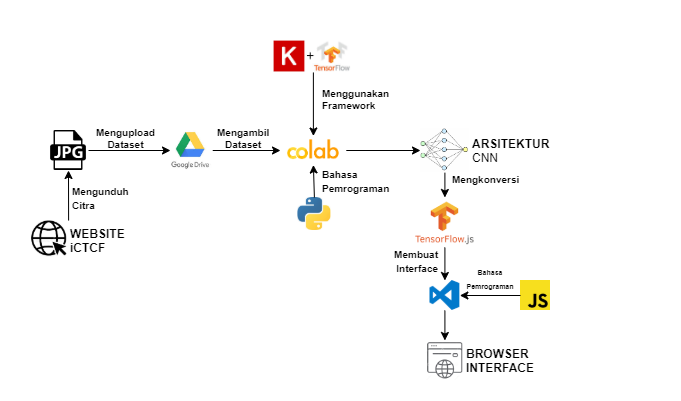 K + TensorFlow
Menggunakan
Framework
JPG
Mengupload
Dataset
Google Drive
Mengambil
Dataset
colab
ARSITEKTUR
CNN
Mengunduh
Citra
Bahasa
Pemrograman
Mengkonversi
WEBSITE
iCTCF
TensorFlow.js
Membuat
Interface
Bahasa
Pemrograman
JS
BROWSER
INTERFACE